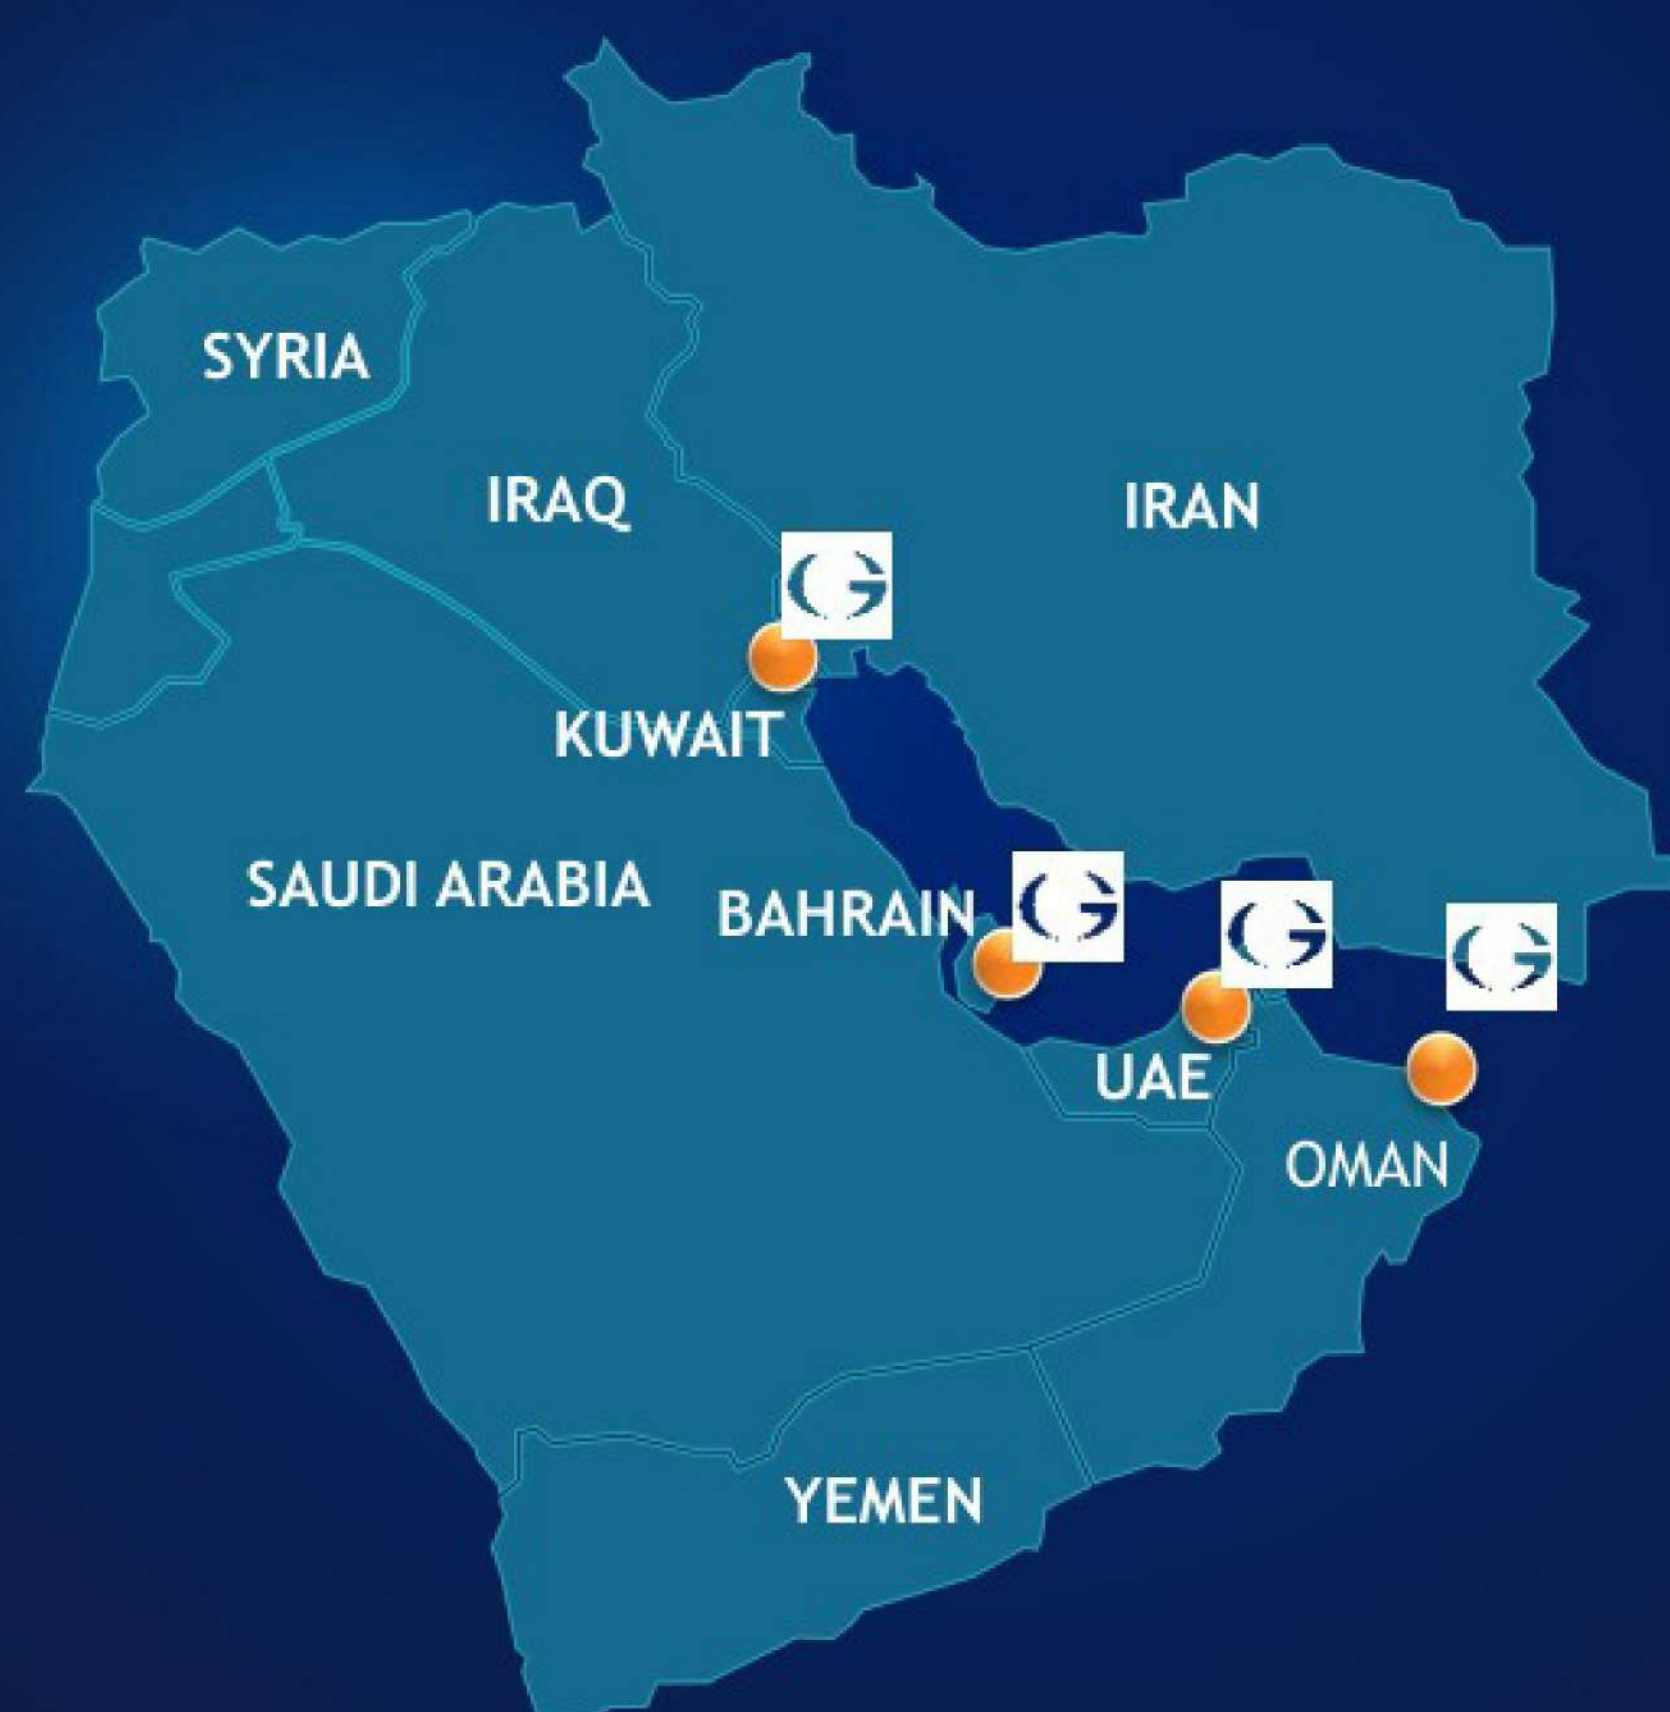 SYRIA
IRAQ
IRAN
G
KUWAIT
SAUDI ARABIA
BAHRAIN
G
G
G
UAE
OMAN
YEMEN